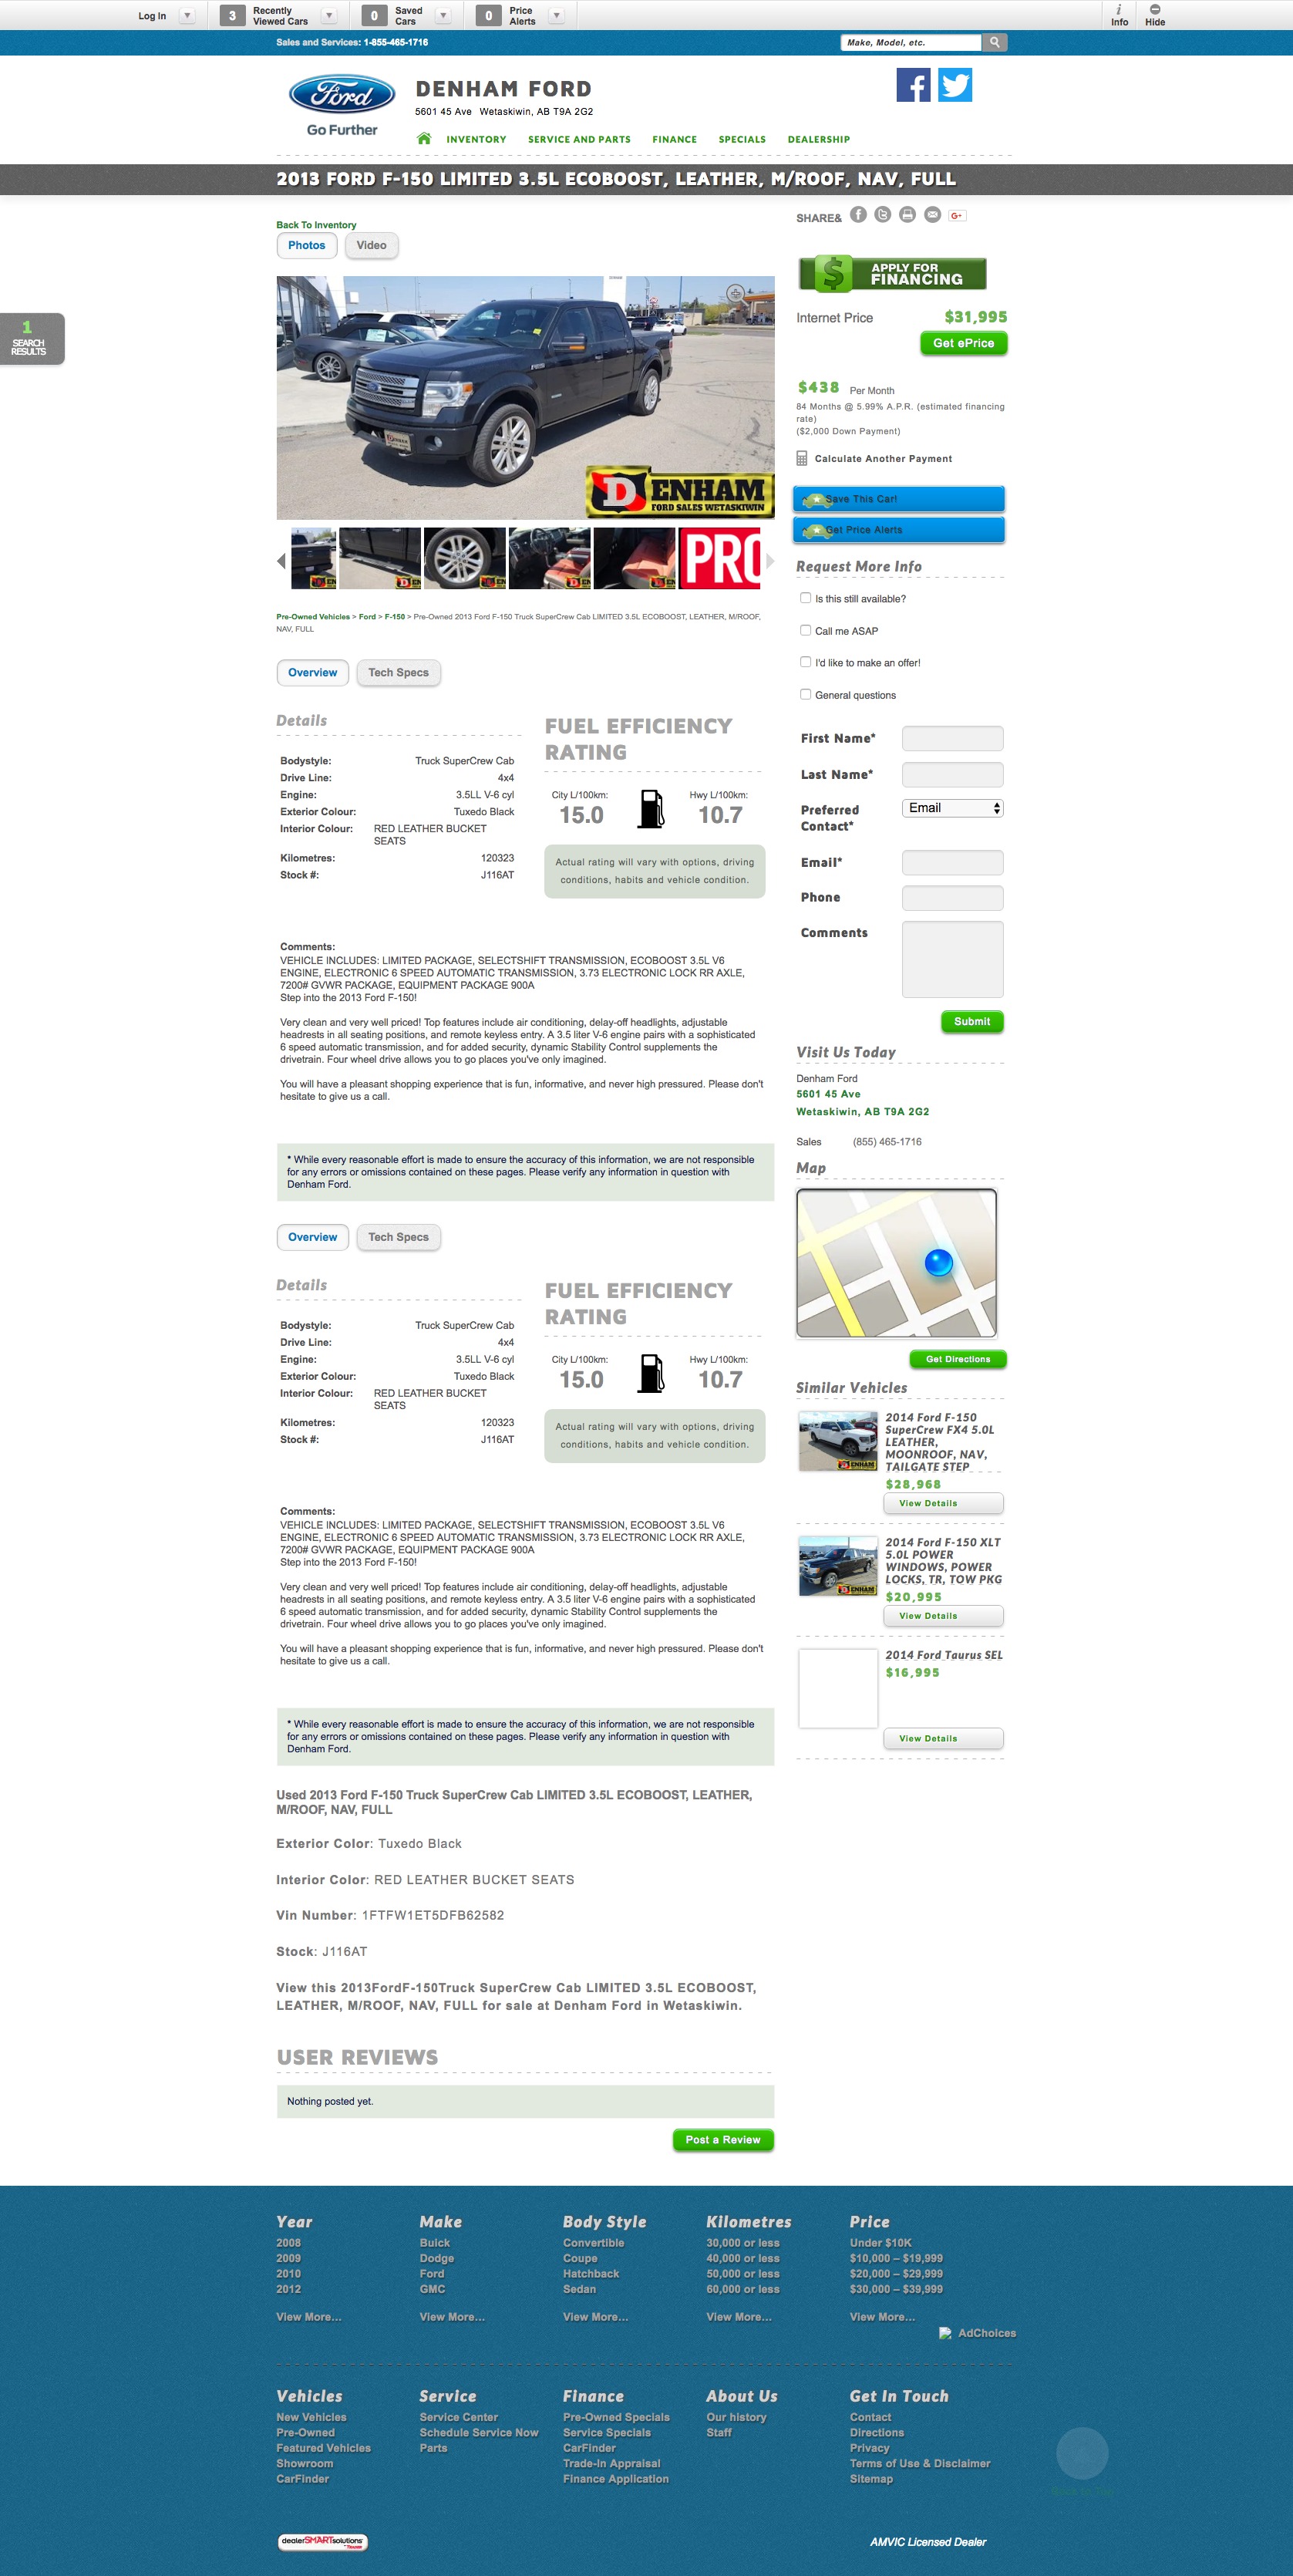 Log In
3
Recently
Viewed Cars
0
Saved
Cars
0
Price
Alerts
Info
Hide
Sales and Services: 1-855-465-1716
Make, Model, etc.
Ford
Go Further
DENHAM FORD
5601 45 Ave Wetaskiwin, AB T9A 2G2
INVENTORY SERVICE AND PARTS FINANCE SPECIALS DEALERSHIP
2013 FORD F-150 LIMITED 3.5L ECOBOOST, LEATHER, M/ROOF, NAV, FULL
1
SEARCH
RESULTS
Back To Inventory
Photos Video
DENHAM
FORD SALES WETASKIWIN
PRO
Pre-Owned Vehicles > Ford > F-150 > Pre-Owned 2013 Ford F-150 Truck SuperCrew Cab LIMITED 3.5L ECOBOOST, LEATHER, M/ROOF,
NAV, FULL
Overview Tech Specs
Details
Bodystyle: Truck SuperCrew Cab
Drive Line: 4x4
Engine: 3.5LL V-6 cyl
Exterior Colour: Tuxedo Black
Interior Colour: RED LEATHER BUCKET
SEATS
Kilometres: 120323
Stock #: J116AT
FUEL EFFICIENCY
RATING
City L/100km: Hwy L/100km:
15.0 10.7
Actual rating will vary with options, driving
conditions, habits and vehicle condition.
Comments:
VEHICLE INCLUDES: LIMITED PACKAGE, SELECTSHIFT TRANSMISSION, ECOBOOST 3.5L V6
ENGINE, ELECTRONIC 6 SPEED AUTOMATIC TRANSMISSION, 3.73 ELECTRONIC LOCK RR AXLE,
7200# GVWR PACKAGE, EQUIPMENT PACKAGE 900A
Step into the 2013 Ford F-150!
Very clean and very well priced! Top features include air conditioning, delay-off headlights, adjustable
headrests in all seating positions, and remote keyless entry. A 3.5 liter V-6 engine pairs with a sophisticated
6 speed automatic transmission, and for added security, dynamic Stability Control supplements the
drivetrain. Four wheel drive allows you to go places you've only imagined.
You will have a pleasant shopping experience that is fun, informative, and never high pressured. Please don't
hesitate to give us a call.
* While every reasonable effort is made to ensure the accuracy of this information, we are not responsible
for any errors or omissions contained on these pages. Please verify any information in question with
Denham Ford.
Overview Tech Specs
Details
Bodystyle: Truck SuperCrew Cab
Drive Line: 4x4
Engine: 3.5LL V-6 cyl
Exterior Colour: Tuxedo Black
Interior Colour: RED LEATHER BUCKET
SEATS
Kilometres: 120323
Stock #: J116AT
FUEL EFFICIENCY
RATING
City L/100km: Hwy L/100km:
15.0 10.7
Actual rating will vary with options, driving
conditions, habits and vehicle condition.
Comments:
VEHICLE INCLUDES: LIMITED PACKAGE, SELECTSHIFT TRANSMISSION, ECOBOOST 3.5L V6
ENGINE, ELECTRONIC 6 SPEED AUTOMATIC TRANSMISSION, 3.73 ELECTRONIC LOCK RR AXLE,
7200# GVWR PACKAGE, EQUIPMENT PACKAGE 900A
Step into the 2013 Ford F-150!
Very clean and very well priced! Top features include air conditioning, delay-off headlights, adjustable
headrests in all seating positions, and remote keyless entry. A 3.5 liter V-6 engine pairs with a sophisticated
6 speed automatic transmission, and for added security, dynamic Stability Control supplements the
drivetrain. Four wheel drive allows you to go places you've only imagined.
You will have a pleasant shopping experience that is fun, informative, and never high pressured. Please don't
hesitate to give us a call.
* While every reasonable effort is made to ensure the accuracy of this information, we are not responsible
for any errors or omissions contained on these pages. Please verify any information in question with
Denham Ford.
Used 2013 Ford F-150 Truck SuperCrew Cab LIMITED 3.5L ECOBOOST, LEATHER,
M/ROOF, NAV, FULL
Exterior Color: Tuxedo Black
Interior Color: RED LEATHER BUCKET SEATS
Vin Number: 1FTFW1ET5DFB62582
Stock: J116AT
View this 2013FordF-150Truck SuperCrew Cab LIMITED 3.5L ECOBOOST,
LEATHER, M/ROOF, NAV, FULL for sale at Denham Ford in Wetaskiwin.
USER REVIEWS
Nothing posted yet.
Post a Review
SHARE&
G+
APPLY FOR
FINANCING
Internet Price $31,995
Get ePrice
$438 Per Month
84 Months @ 5.99% A.P.R. (estimated financing
rate)
($2,000 Down Payment)
Calculate Another Payment
Save This Car!
Get Price Alerts
Request More Info
Is this still available?
Call me ASAP
I'd like to make an offer!
General questions
First Name*
Last Name*
Preferred
Contact*
Email
Email*
Phone
Comments
Submit
Visit Us Today
Denham Ford
5601 45 Ave
Wetaskiwin, AB T9A 2G2
Sales (855) 465-1716
Map
Get Directions
Similar Vehicles
2014 Ford F-150
SuperCrew FX4 5.0L
LEATHER,
MOONROOF, NAV,
TAILGATE STEP
$28,968
View Details
2014 Ford F-150 XLT
5.0L POWER
WINDOWS, POWER
LOCKS, TR, TOW PKG
$20,995
View Details
2014 Ford Taurus SEL
$16,995
View Details
Year Make Body Style Kilometres Price
2008 Buick Convertible 30,000 or less Under $10K
2009 Dodge Coupe 40,000 or less $10,000 – $19,999
2010 Ford Hatchback 50,000 or less $20,000 – $29,999
2012 GMC Sedan 60,000 or less $30,000 – $39,999
View More... View More... View More... View More... View More...
AdChoices
Vehicles Service Finance About Us Get In Touch
New Vehicles Service Center Pre-Owned Specials Our history Contact
Pre-Owned Schedule Service Now Service Specials Staff Directions
Featured Vehicles Parts CarFinder Privacy
Showroom Trade-In Appraisal Terms of Use & Disclaimer
CarFinder Finance Application Sitemap
dealerSMARTsolutions
AMVIC Licensed Dealer